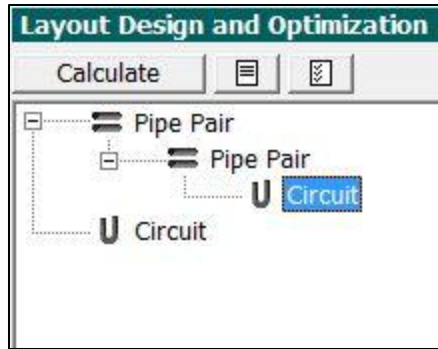 Layout Design and Optimization
Calculate
Pipe Pair
Pipe Pair
Circuit
Circuit